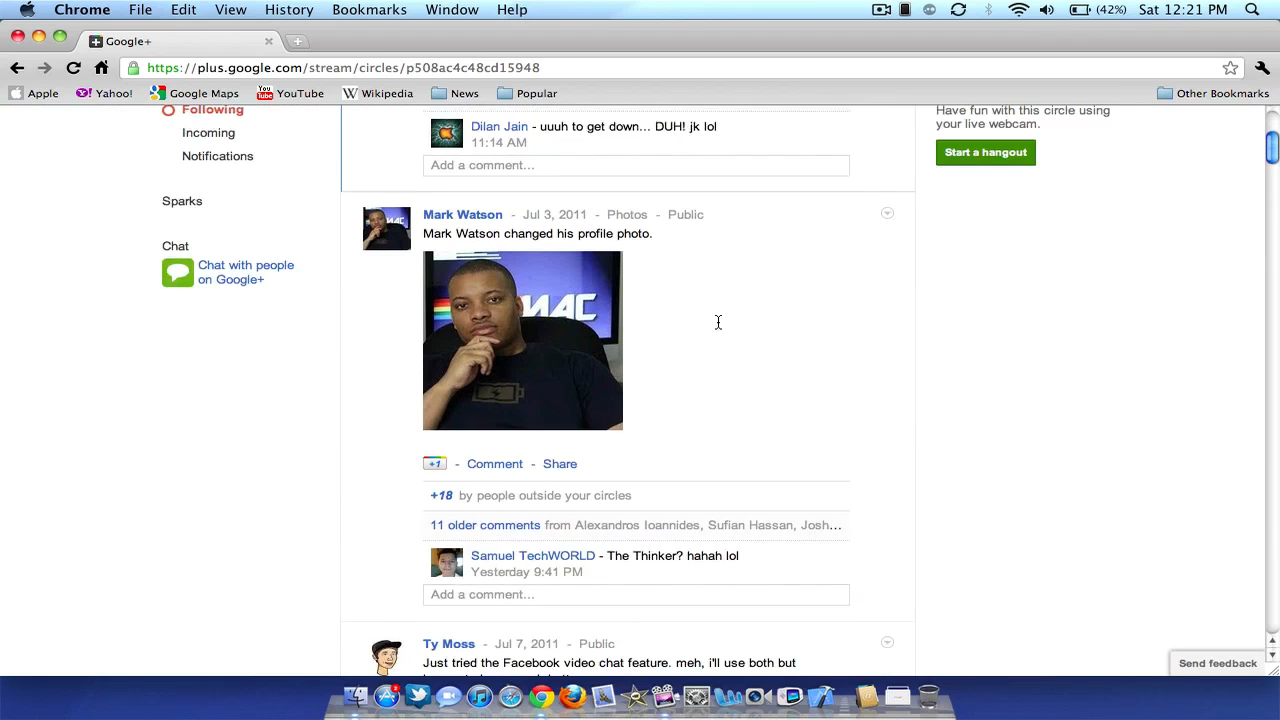 Chrome File Edit View History Bookmarks Window Help (42%) Sat 12:21 PM
Google+
https://plus.google.com/stream/circles/p508ac4c48cd15948
Apple Yahoo! Google Maps YouTube Wikipedia News Popular Other Bookmarks
Following
Incoming
Notifications
Sparks
Chat
Chat with people
on Google+
Dilan Jain - uuuh to get down... DUH! jk lol
11:14 AM
Add a comment...
Mark Watson - Jul 3, 2011 - Photos - Public
Mark Watson changed his profile photo.
MAC
+1 - Comment - Share
+18 by people outside your circles
11 older comments from Alexandros Ioannides, Sufian Hassan, Josh...
Samuel TechWORLD - The Thinker? hahah lol
Yesterday 9:41 PM
Add a comment...
Ty Moss - Jul 7, 2011 - Public
Just tried the Facebook video chat feature. meh, i'll use both but
Have fun with this circle using
your live webcam.
Start a hangout
Send feedback